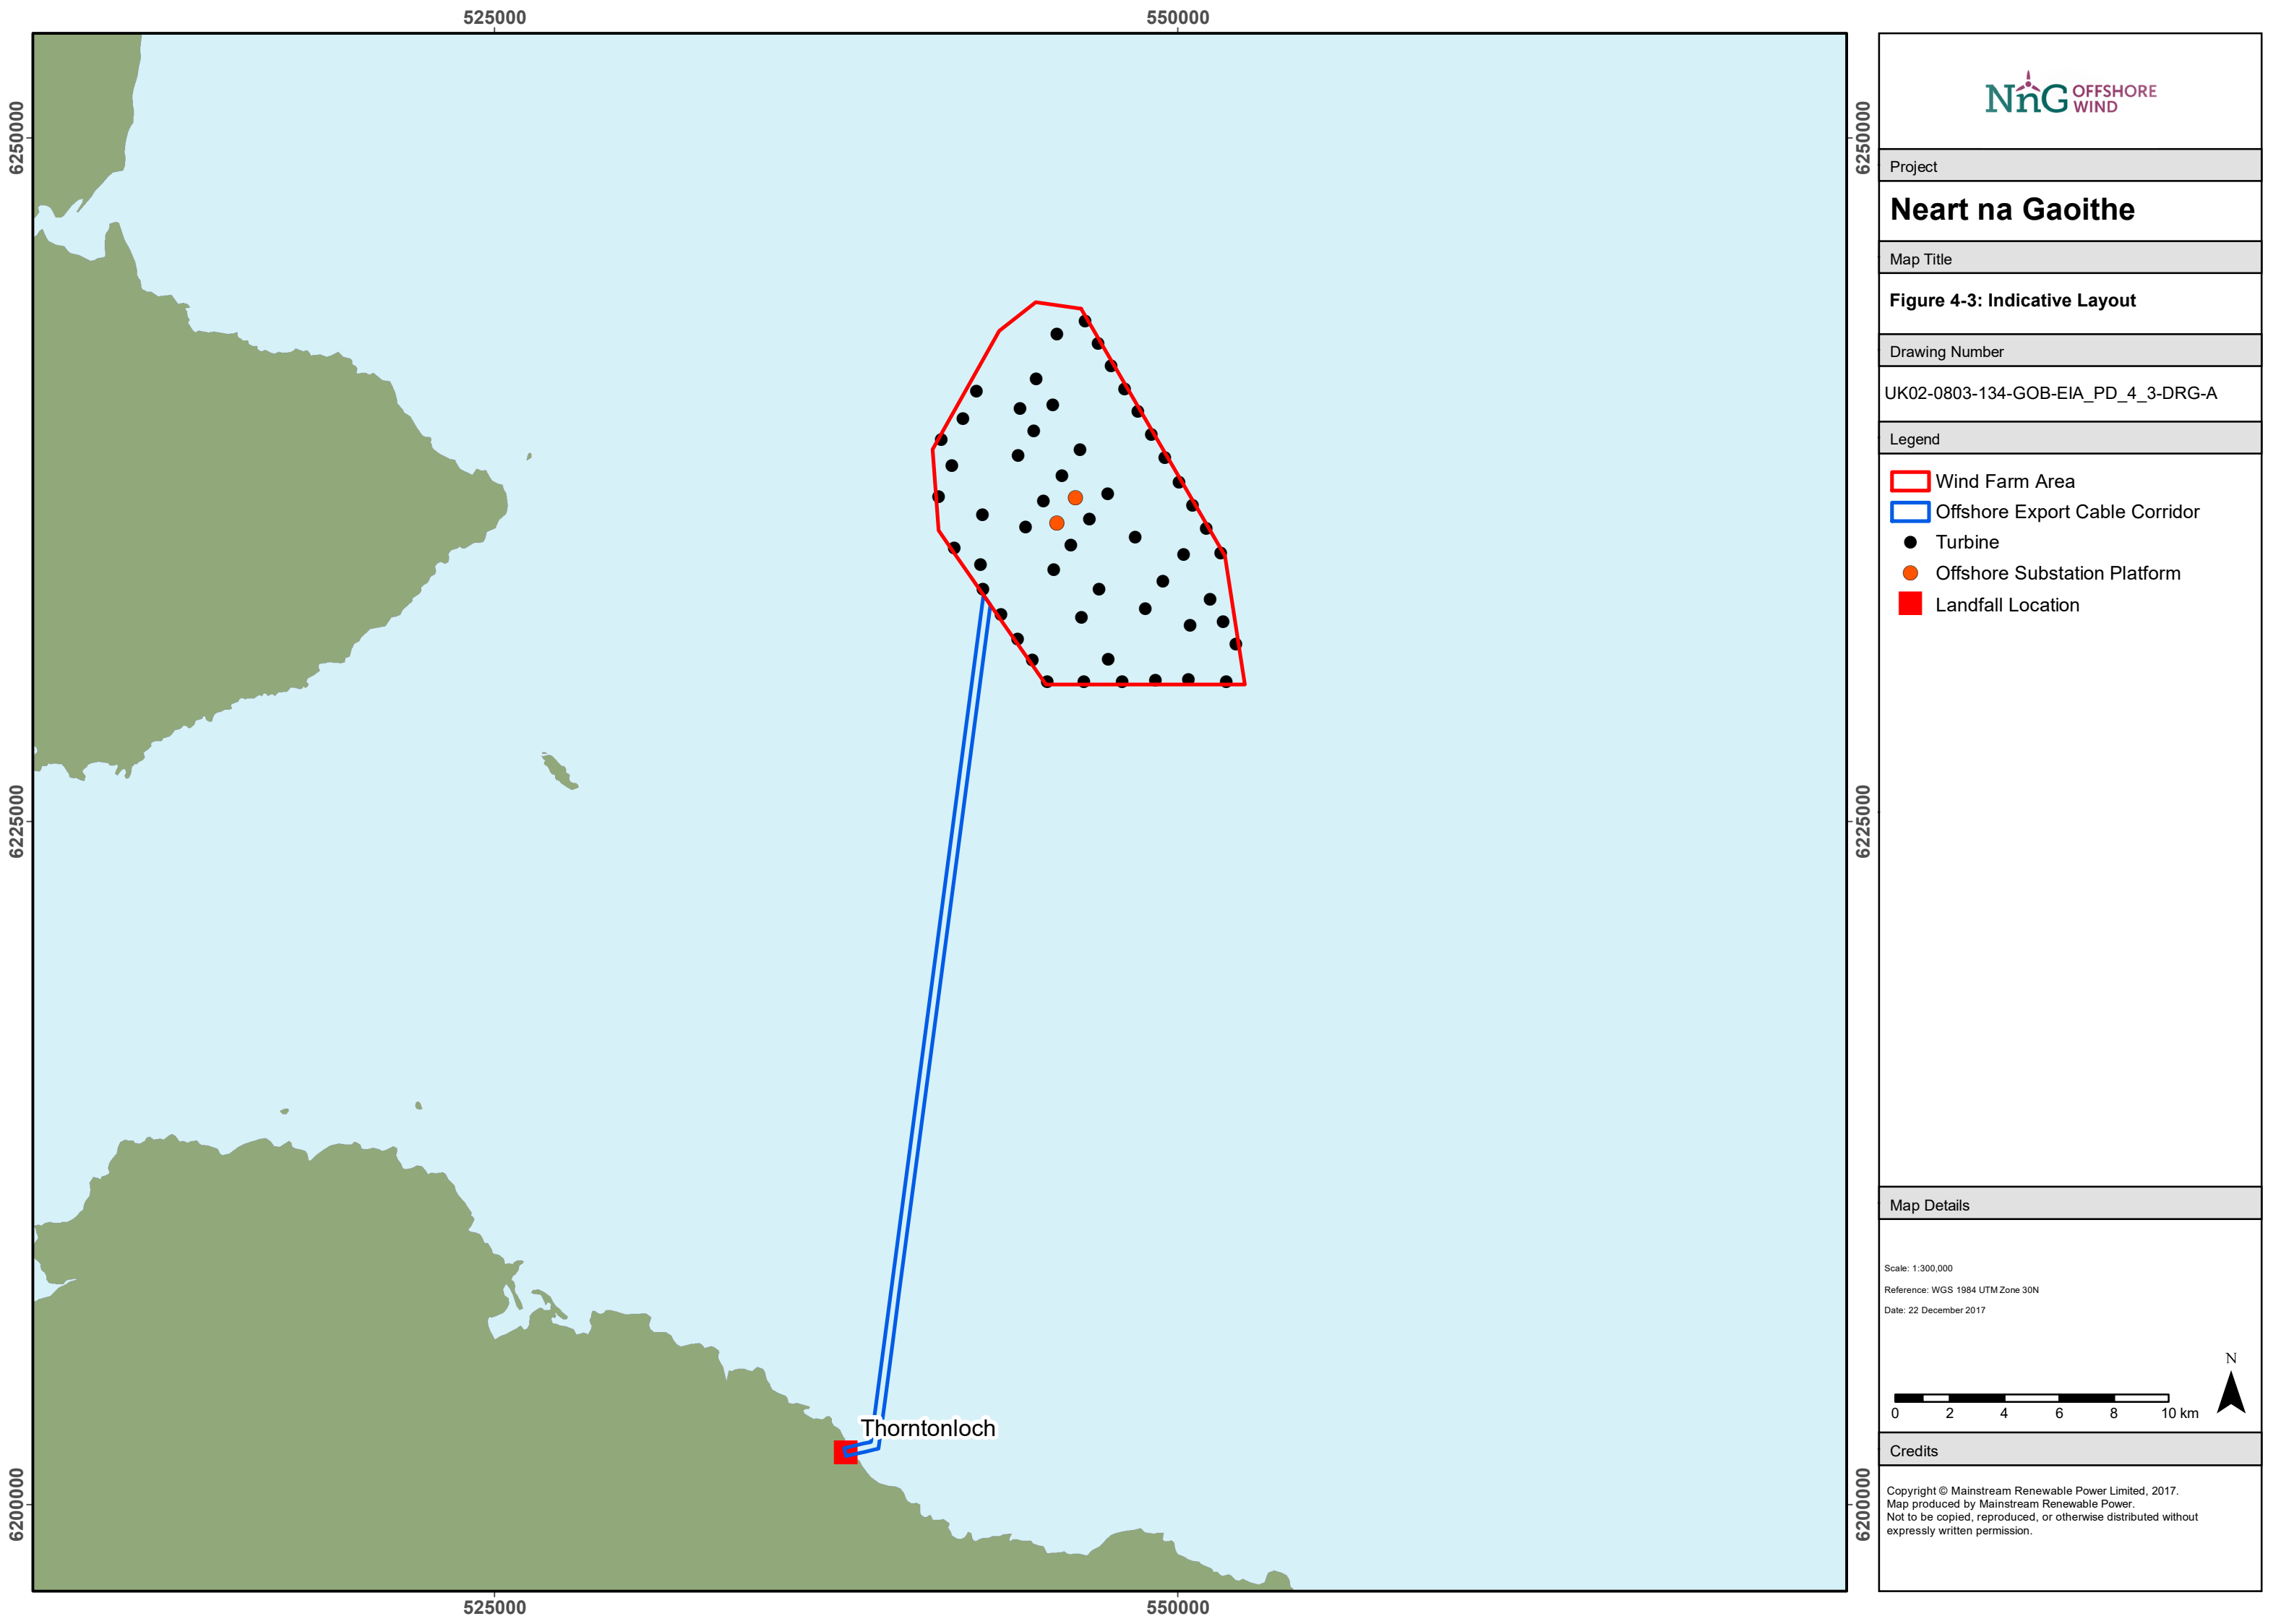 525000
550000
6250000
6250000
6225000
6225000
6200000
6200000
525000
550000
Thorntonloch
NnG OFFSHORE
WIND
Project
Neart na Gaoithe
Map Title
Figure 4-3: Indicative Layout
Drawing Number
UK02-0803-134-GOB-EIA_PD_4_3-DRG-A
Legend
Wind Farm Area
Offshore Export Cable Corridor
Turbine
Offshore Substation Platform
Landfall Location
Map Details
Scale: 1:300,000
Reference: WGS 1984 UTM Zone 30N
Date: 22 December 2017
N
0 2 4 6 8 10 km
Credits
Copyright © Mainstream Renewable Power Limited, 2017.
Map produced by Mainstream Renewable Power.
Not to be copied, reproduced, or otherwise distributed without
expressly written permission.